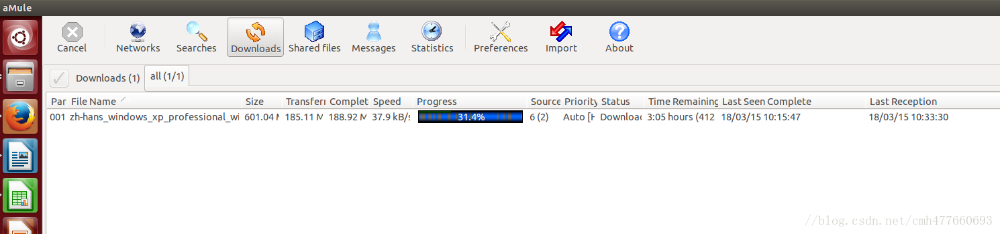 aMule
Cancel Networks Searches Downloads Shared files Messages Statistics Preferences Import About
Downloads (1) all (1/1)
Par File Name Size Transferr Complet Speed Progress Source Priority Status Time Remaining Last Seen Complete Last Reception
001 zh-hans_windows_xp_professional_wi 601.04 M 185.11 M 188.92 M 37.9 kB/s 31.4% 6 (2) Auto [H Downloac 3:05 hours (412 18/03/15 10:15:47 18/03/15 10:33:30
//blog.csdn.net/cmh477660693